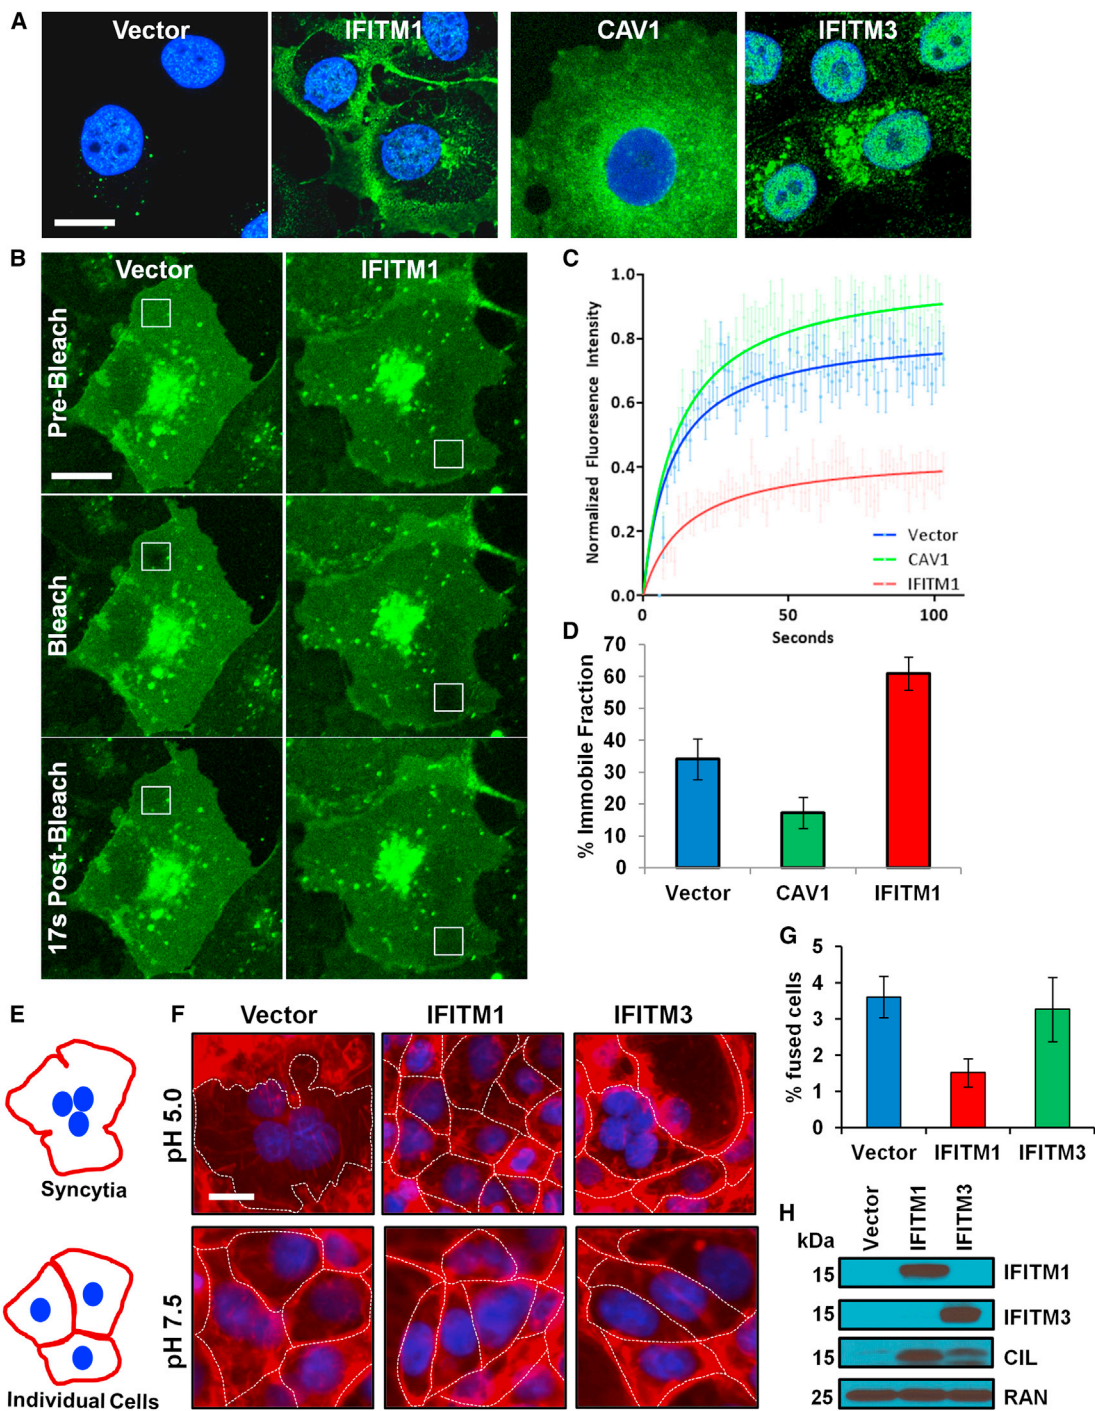 A
Vector
IFITM1
CAV1
IFITM3
B
Vector
IFITM1
Pre-Bleach
Bleach
17s Post-Bleach
C
Normalized Fluoresence Intensity
1.0
0.8
0.6
0.4
0.2
0.0
0
50
100
Seconds
Vector
CAV1
IFITM1
D
% Immobile Fraction
70
60
50
40
30
20
10
0
Vector
CAV1
IFITM1
E
Syncytia
Individual Cells
F
Vector
IFITM1
IFITM3
pH 5.0
pH 7.5
G
% fused cells
5
4
3
2
1
0
Vector
IFITM1
IFITM3
H
Vector
IFITM1
IFITM3
kDa
15 IFITM1
15 IFITM3
15 CIL
25 RAN